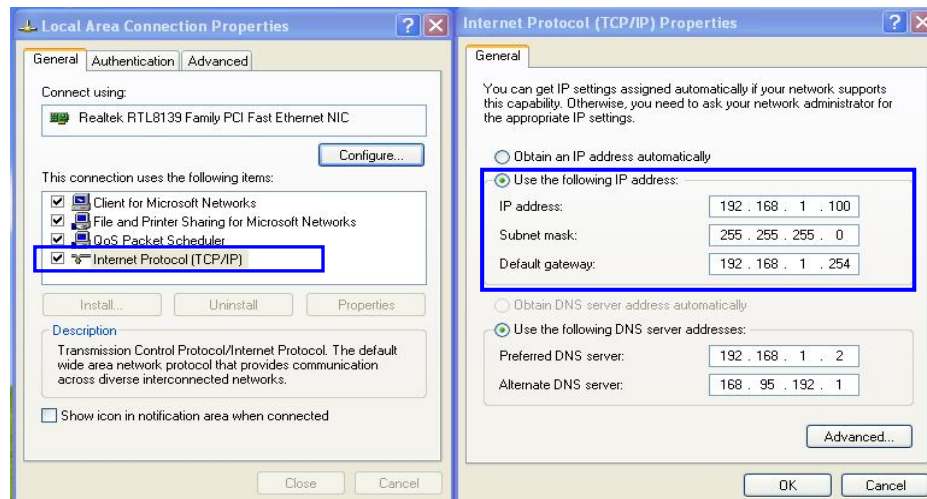 Local Area Connection Properties
General Authentication Advanced
Connect using:
Realtek RTL8139 Family PCI Fast Ethernet NIC
Configure...
This connection uses the following items:
Client for Microsoft Networks
File and Printer Sharing for Microsoft Networks
QoS Packet Scheduler
Internet Protocol (TCP/IP)
Install... Uninstall Properties
Description
Transmission Control Protocol/Internet Protocol. The default
wide area network protocol that provides communication
across diverse interconnected networks.
Show icon in notification area when connected
Close Cancel
Internet Protocol (TCP/IP) Properties
General
You can get IP settings assigned automatically if your network supports
this capability. Otherwise, you need to ask your network administrator for
the appropriate IP settings.
Obtain an IP address automatically
Use the following IP address:
IP address: 192 . 168 . 1 . 100
Subnet mask: 255 . 255 . 255 . 0
Default gateway: 192 . 168 . 1 . 254
Obtain DNS server address automatically
Use the following DNS server addresses:
Preferred DNS server: 192 . 168 . 1 . 2
Alternate DNS server: 168 . 95 . 192 . 1
Advanced...
OK Cancel